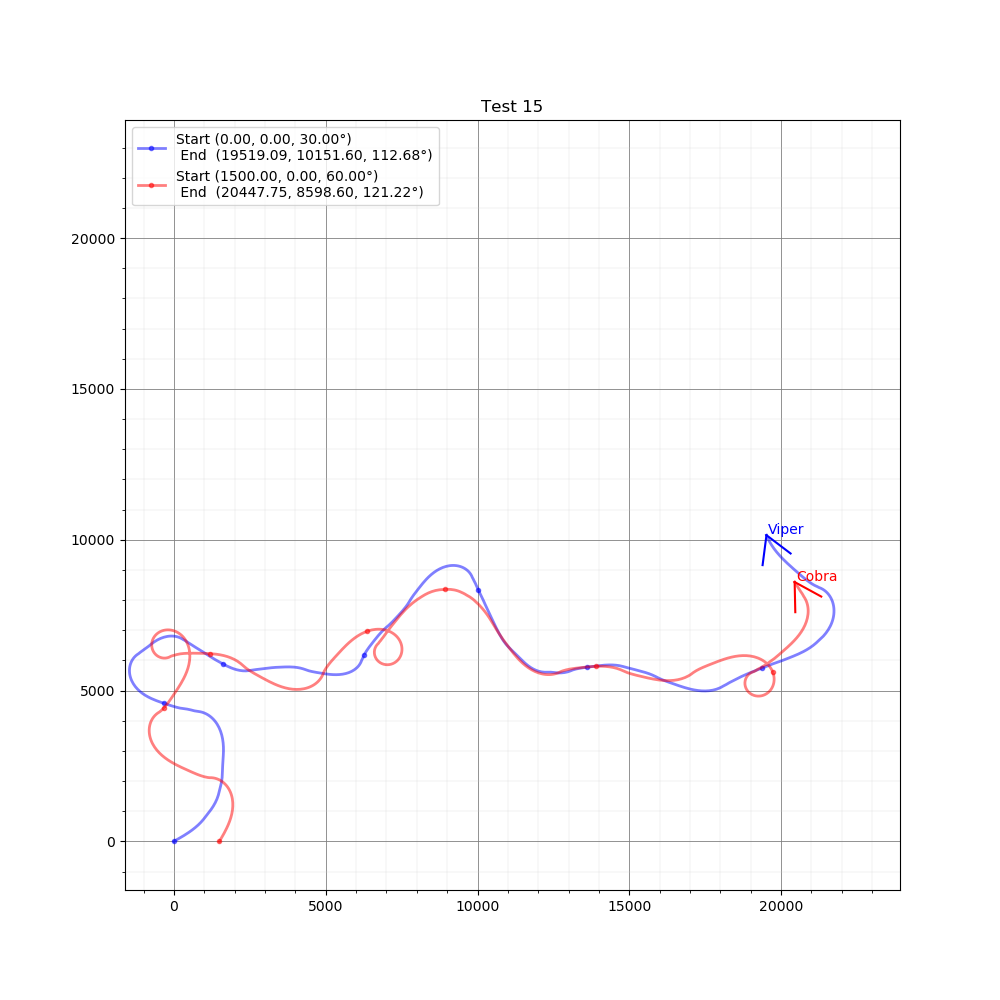 Test 15
Start (0.00, 0.00, 30.00°)
End (19519.09, 10151.60, 112.68°)
Start (1500.00, 0.00, 60.00°)
End (20447.75, 8598.60, 121.22°)
20000
15000
10000
5000
0
Viper
Cobra
0 5000 10000 15000 20000